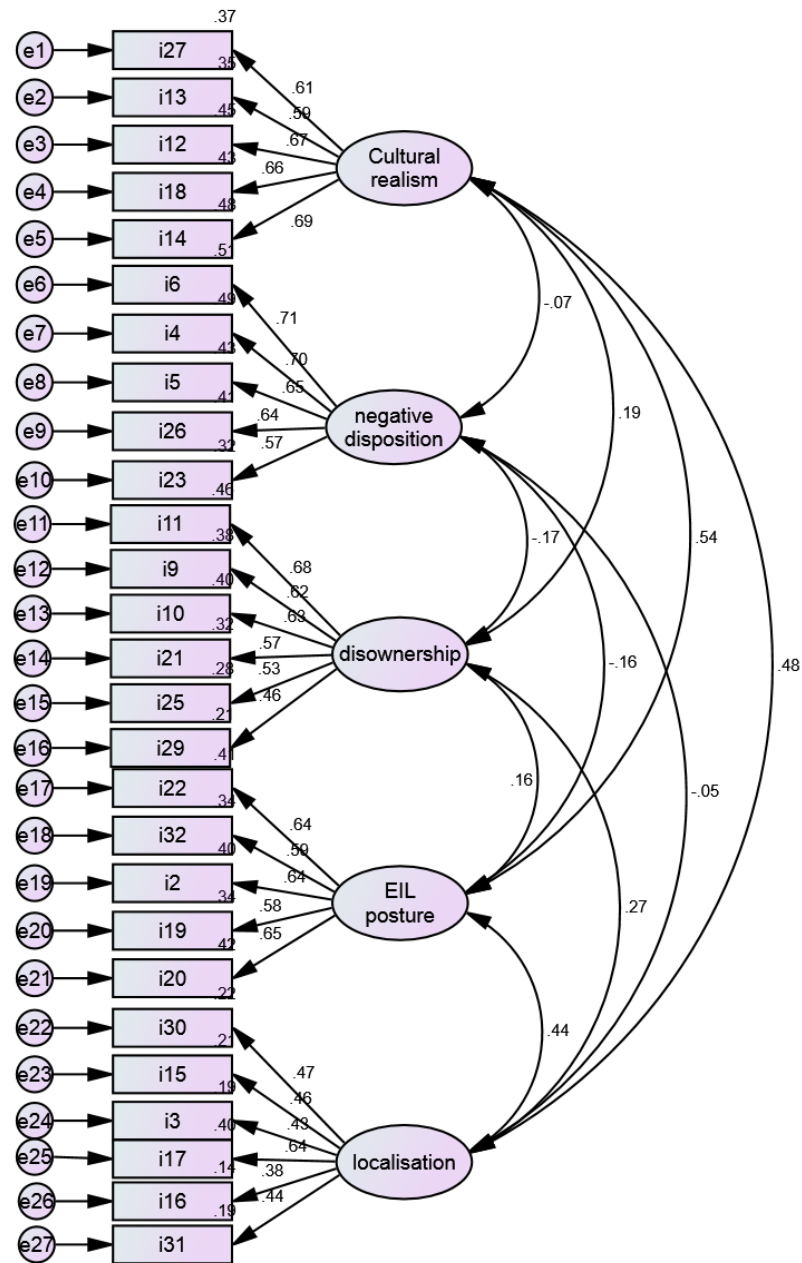 .37
e1
i27
.35
.61
e2
i13
.45
.59
e3
i12
.43
.67
Cultural
realism
e4
i18
.48
.66
e5
i14
.51
.69
e6
i6
.49
-.07
e7
i4
.43
.71
e8
i5
.41
.70
.65
negative
disposition
.19
e9
i26
.32
.64
e10
i23
.46
.57
e11
i11
.38
-.17
.54
e12
i9
.40
.68
e13
i10
.32
.62
.63
e14
i21
.28
.57
disownership
-.16
.48
e15
i25
.21
.53
e16
i29
.41
.46
e17
i22
.34
.16
-.05
e18
i32
.40
.64
e19
i2
.34
.59
.64
EIL
posture
e20
i19
.42
.58
.27
e21
i20
.22
.65
e22
i30
.21
.44
e23
i15
.19
.47
e24
i3
.40
.46
.43
e25
i17
.14
.64
localisation
e26
i16
.19
.38
e27
i31
.44